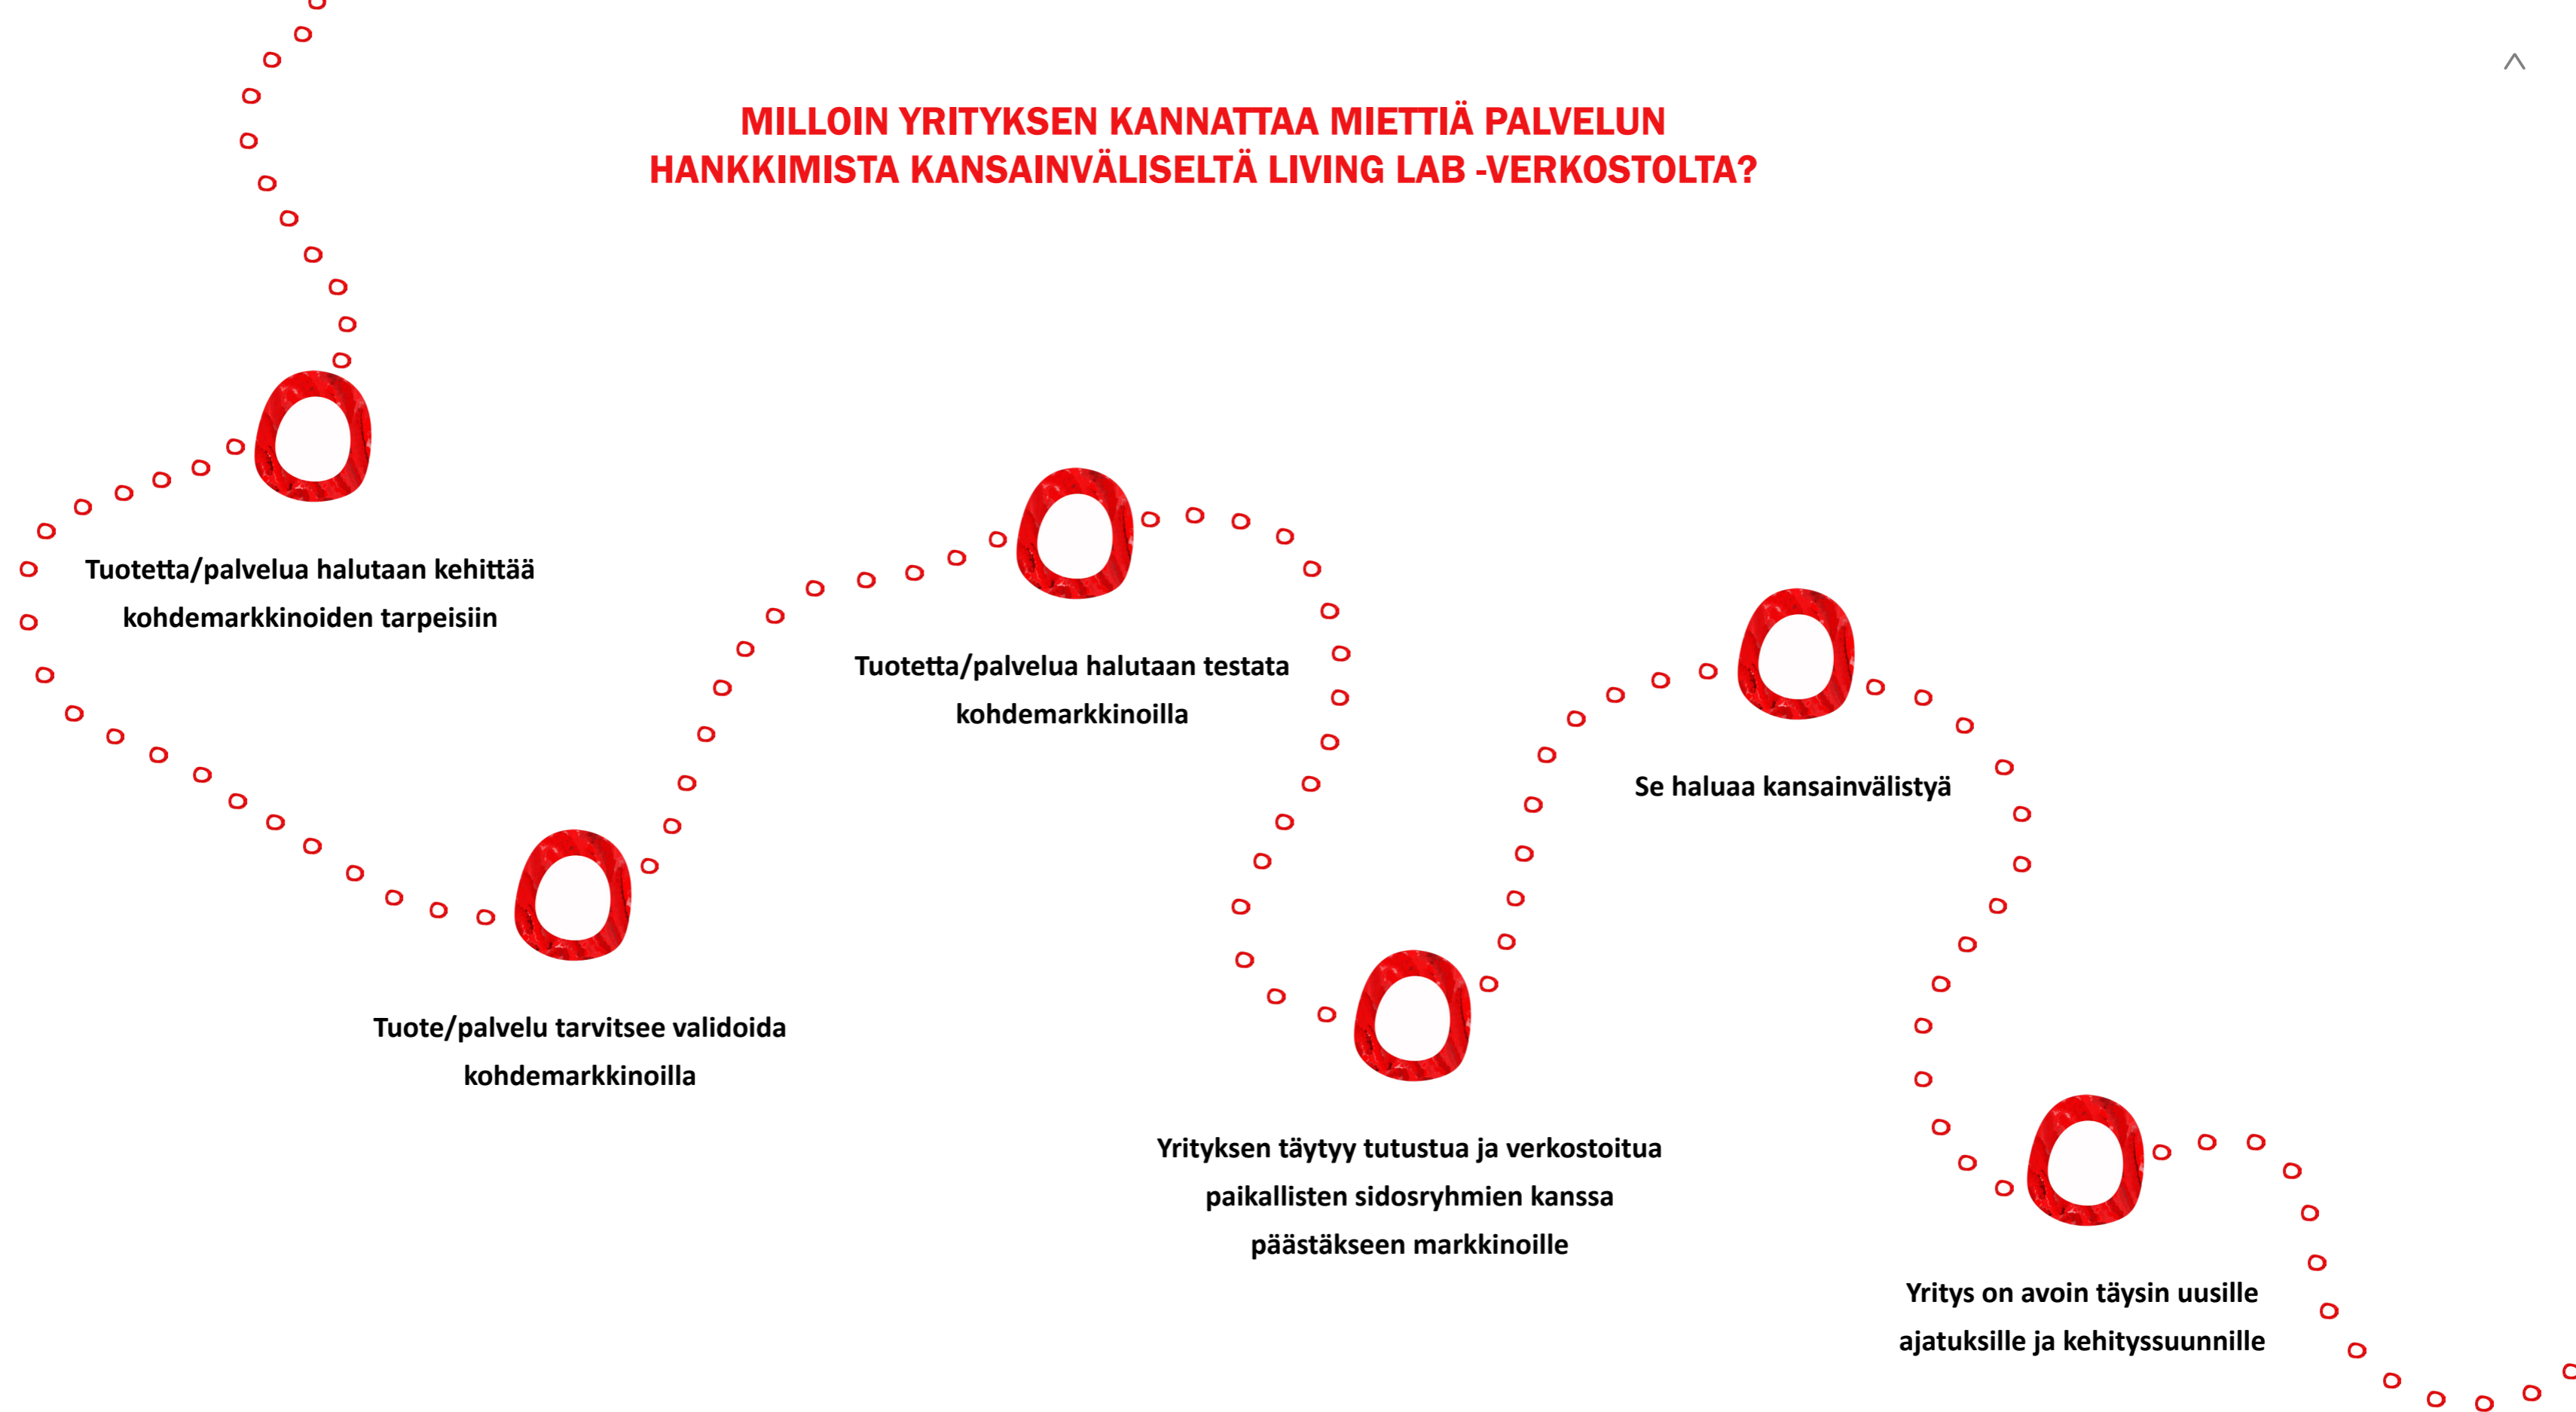 MILLOIN YRITYKSEN KANNATTAA MIETTIÄ PALVELUN
HANKKIMISTA KANSAINVÄLISELTÄ LIVING LAB -VERKOSTOLTA?
Tuotetta/palvelua halutaan kehittää
kohdemarkkinoiden tarpeisiin
Tuote/palvelu tarvitsee validoida
kohdemarkkinoilla
Tuotetta/palvelua halutaan testata
kohdemarkkinoilla
Yrityksen täytyy tutustua ja verkostoitua
paikallisten sidosryhmien kanssa
päästäkseen markkinoille
Se haluaa kansainvälistyä
Yritys on avoin täysin uusille
ajatuksille ja kehityssuunnille